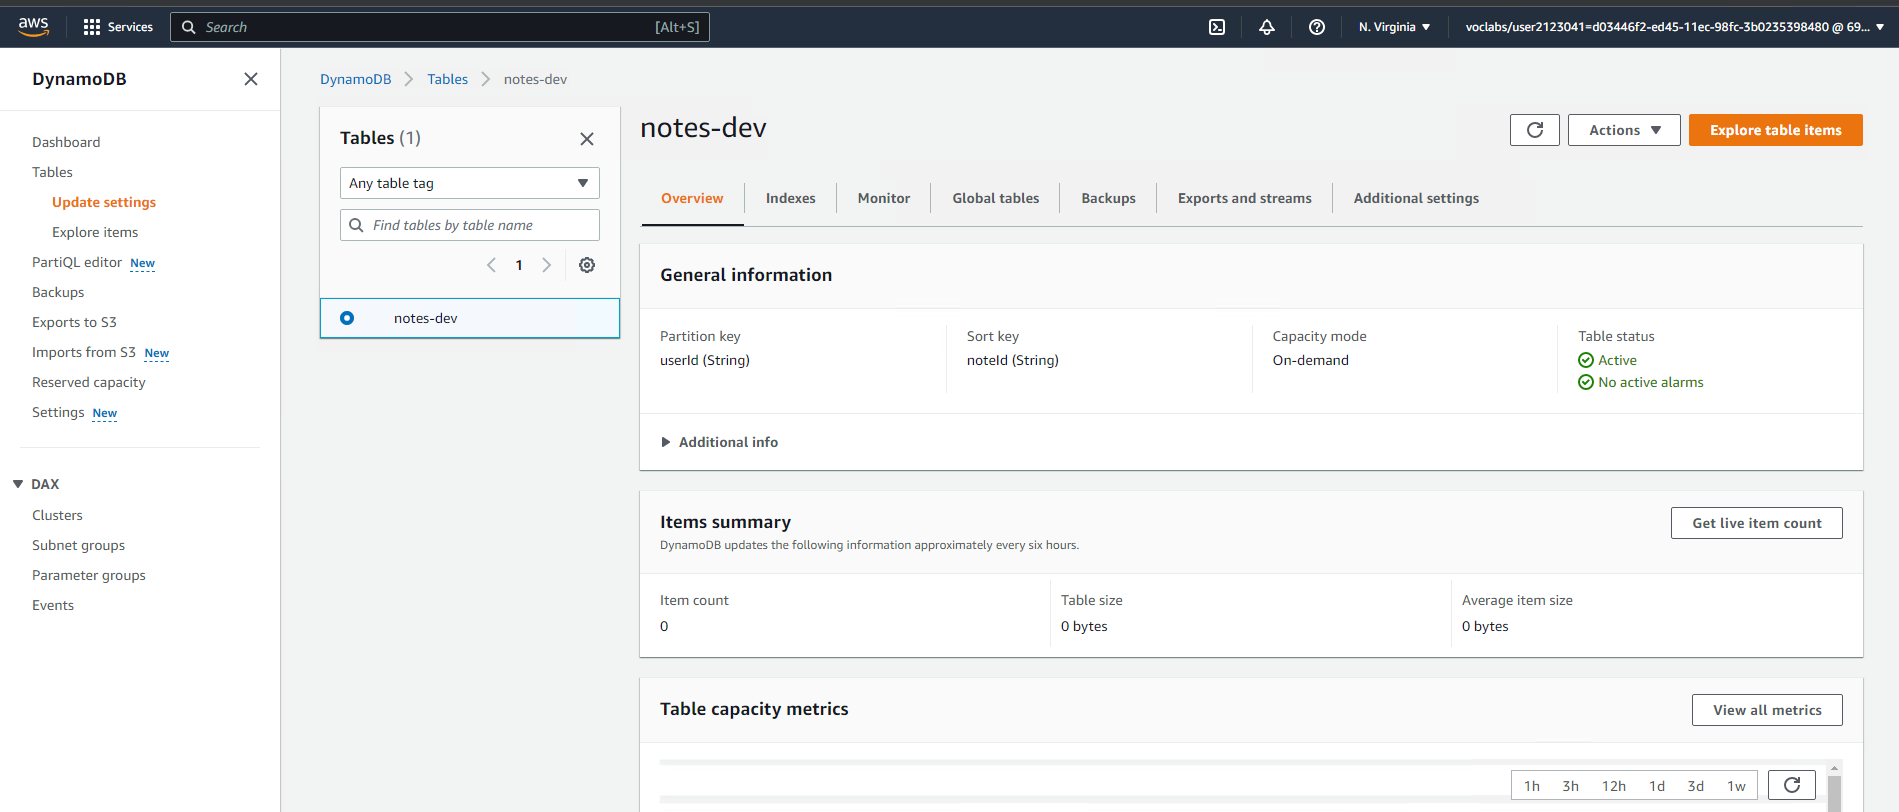 aws Services Search [Alt+S] N. Virginia voclabs/user2123041=d03446f2-ed45-11ec-98fc-3b0235398480 @ 69...
DynamoDB
Dashboard
Tables
Update settings
Explore items
PartiQL editor New
Backups
Exports to S3
Imports from S3 New
Reserved capacity
Settings New
DAX
Clusters
Subnet groups
Parameter groups
Events
DynamoDB Tables notes-dev
Tables (1)
Any table tag
Find tables by table name
1
notes-dev
notes-dev
Actions Explore table items
Overview Indexes Monitor Global tables Backups Exports and streams Additional settings
General information
Partition key
userId (String)
Sort key
noteId (String)
Capacity mode
On-demand
Table status
Active
No active alarms
Additional info
Items summary
Get live item count
DynamoDB updates the following information approximately every six hours.
Item count
0
Table size
0 bytes
Average item size
0 bytes
Table capacity metrics
View all metrics
1h 3h 12h 1d 3d 1w